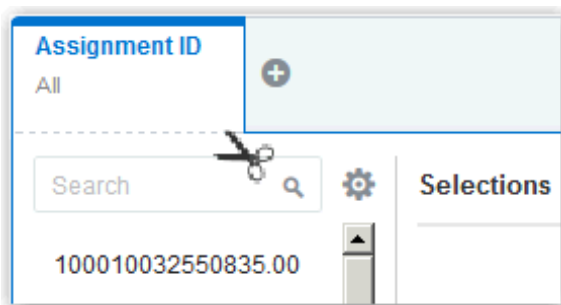 Assignment ID
All
Search
Selections
100010032550835.00